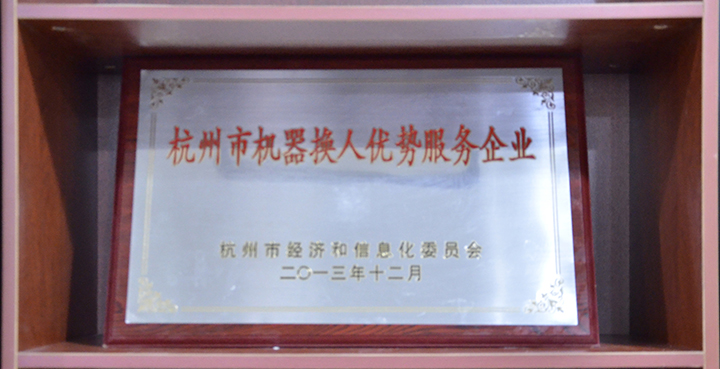 杭州市机器换人优势服务企业
杭州市经济和信息化委员会
二〇一三年十二月